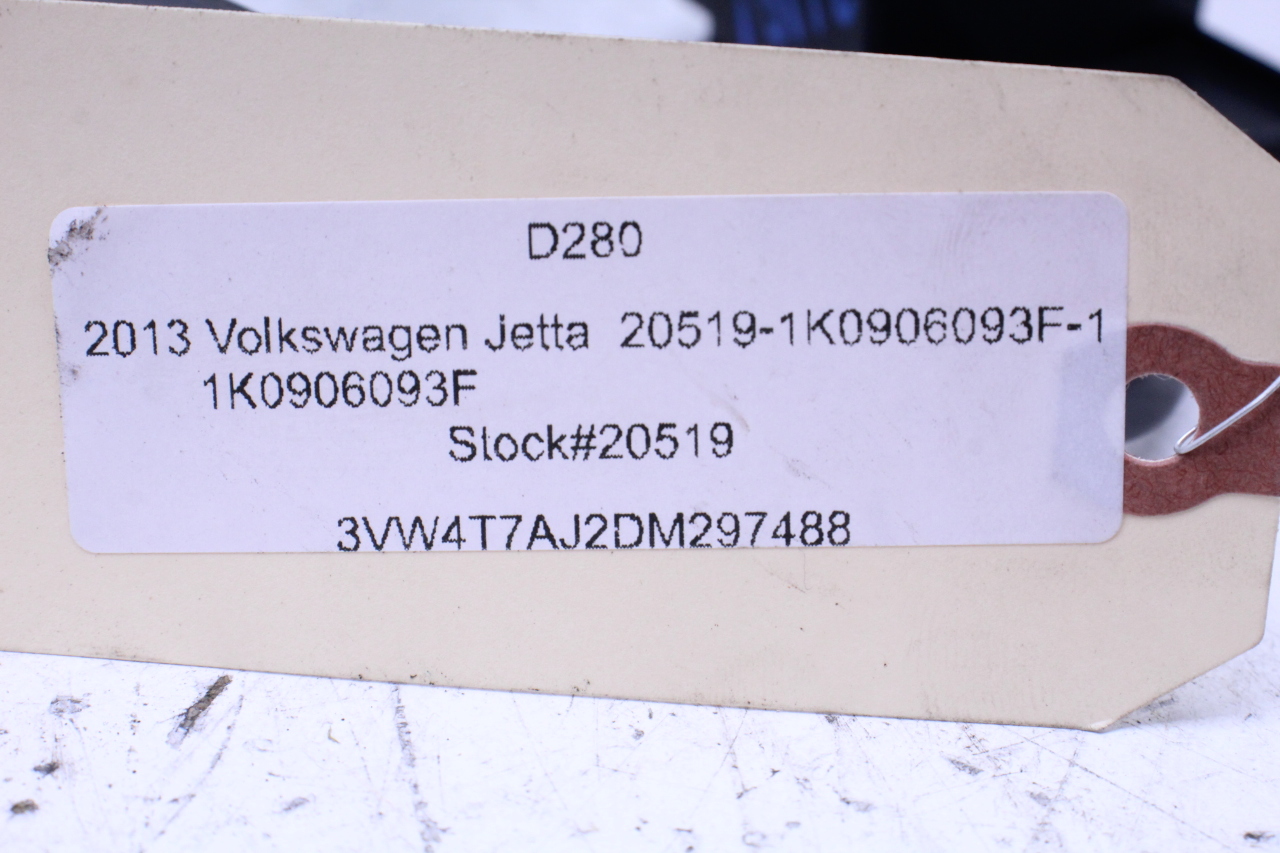 D280
2013 Volkswagen Jetta 20519-1K0906093F-1
1K0906093F
Stock#20519
3VW4T7AJ2DM297488